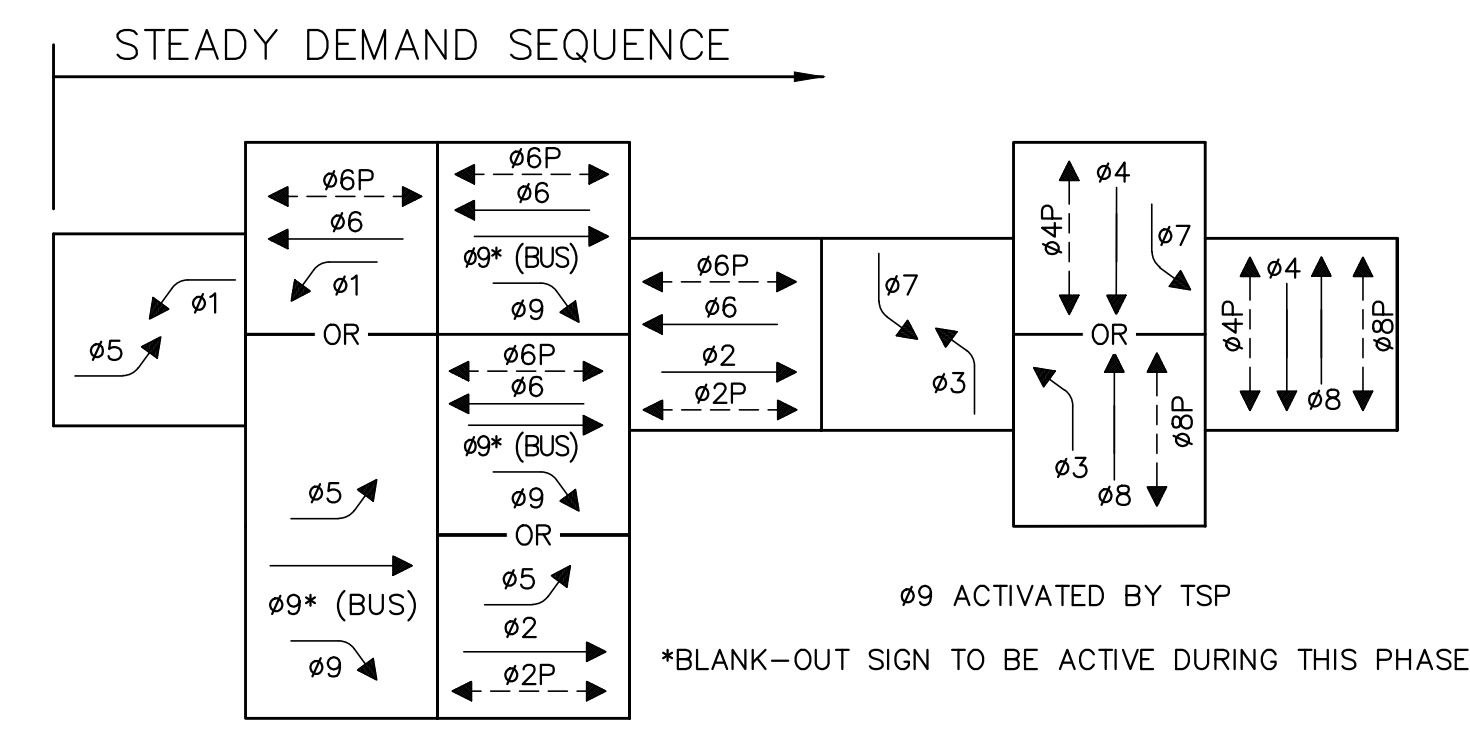 STEADY DEMAND SEQUENCE
ø1
ø5
ø6P
ø6
ø1
OR
ø5
ø9* (BUS)
ø9
ø6P
ø6
ø9* (BUS)
ø9
ø6P
ø6
ø9* (BUS)
ø9
OR
ø5
ø2
ø2P
ø6P
ø6
ø2
ø2P
ø7
ø3
ø4P
ø4
ø7
OR
ø3
ø8
ø8P
ø4P
ø4
ø8
ø8P
ø9 ACTIVATED BY TSP
*BLANK-OUT SIGN TO BE ACTIVE DURING THIS PHASE